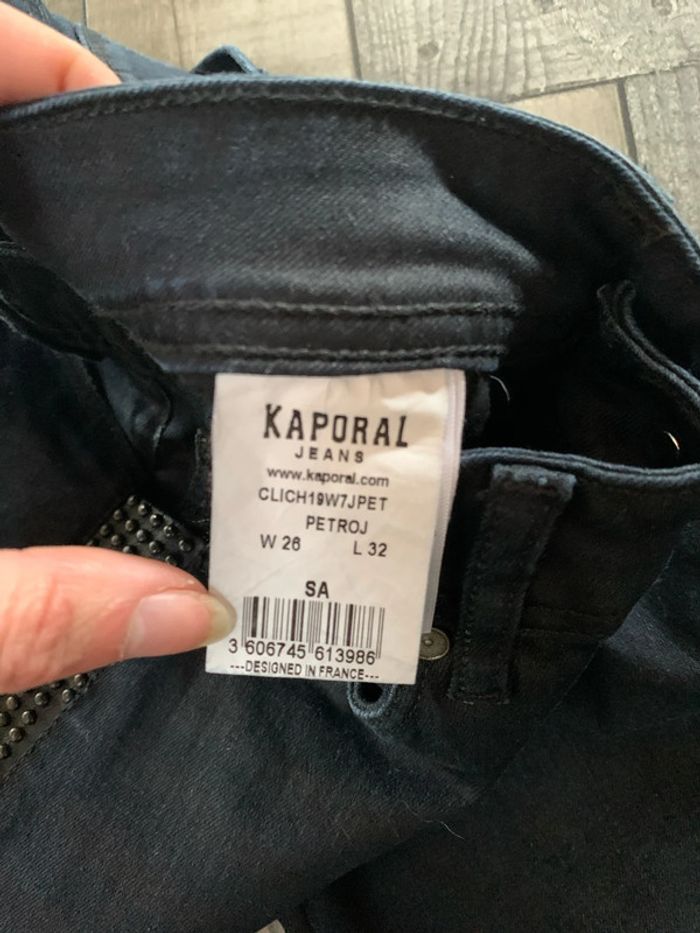 KAPORAL
JEANS
www.kaporal.com
CLICH19W7JPET
PETROJ
W 26 L 32
SA
3 606745 613986
---DESIGNED IN FRANCE---